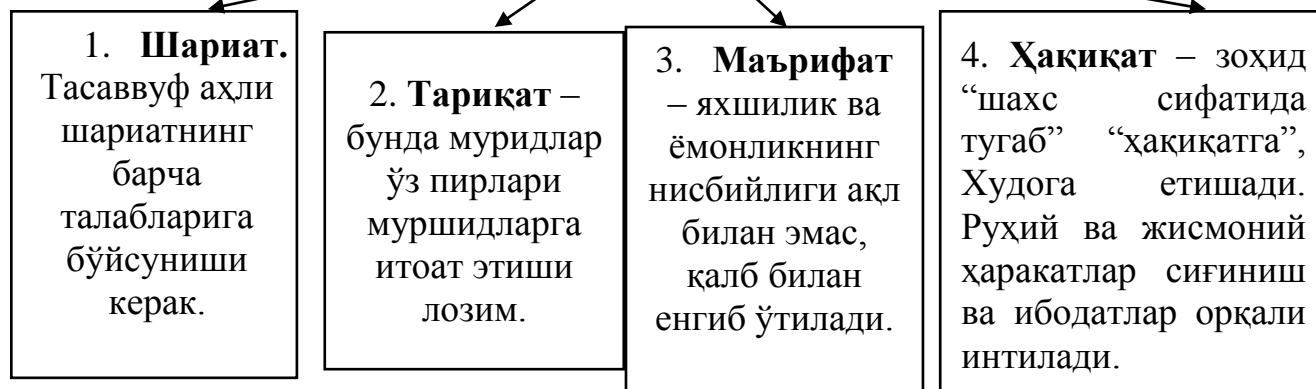 1. Шариат.
Тасаввуф аҳли
шариатнинг
барча
талабларига
бўйсуниши
керак.
2. Тариқат –
бунда муридлар
ўз пирлари
муршидларга
итоат этиши
лозим.
3. Маърифат
– яхшилик ва
ёмонликнинг
нисбийлиги ақл
билан эмас,
қалб билан
енгиб ўтилади.
4. Ҳақиқат – зоҳид
“шахс сифатида
тугаб” “ҳақиқатга”,
Худога етишади.
Руҳий ва жисмоний
ҳаракатлар сиғиниш
ва ибодатлар орқали
интилади.